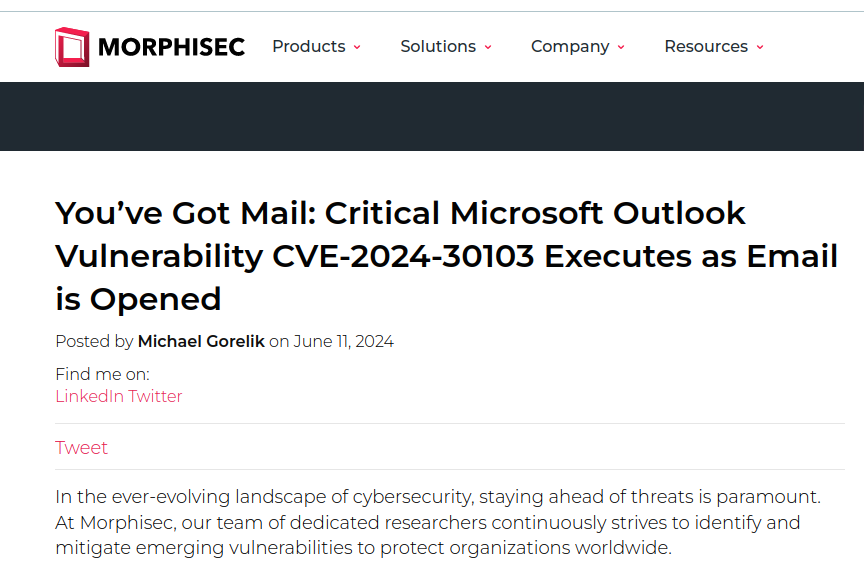 MORPHISEC Products Solutions Company Resources
You’ve Got Mail: Critical Microsoft Outlook
Vulnerability CVE-2024-30103 Executes as Email
is Opened
Posted by Michael Gorelik on June 11, 2024
Find me on:
LinkedIn Twitter
Tweet
In the ever-evolving landscape of cybersecurity, staying ahead of threats is paramount.
At Morphisec, our team of dedicated researchers continuously strives to identify and
mitigate emerging vulnerabilities to protect organizations worldwide.